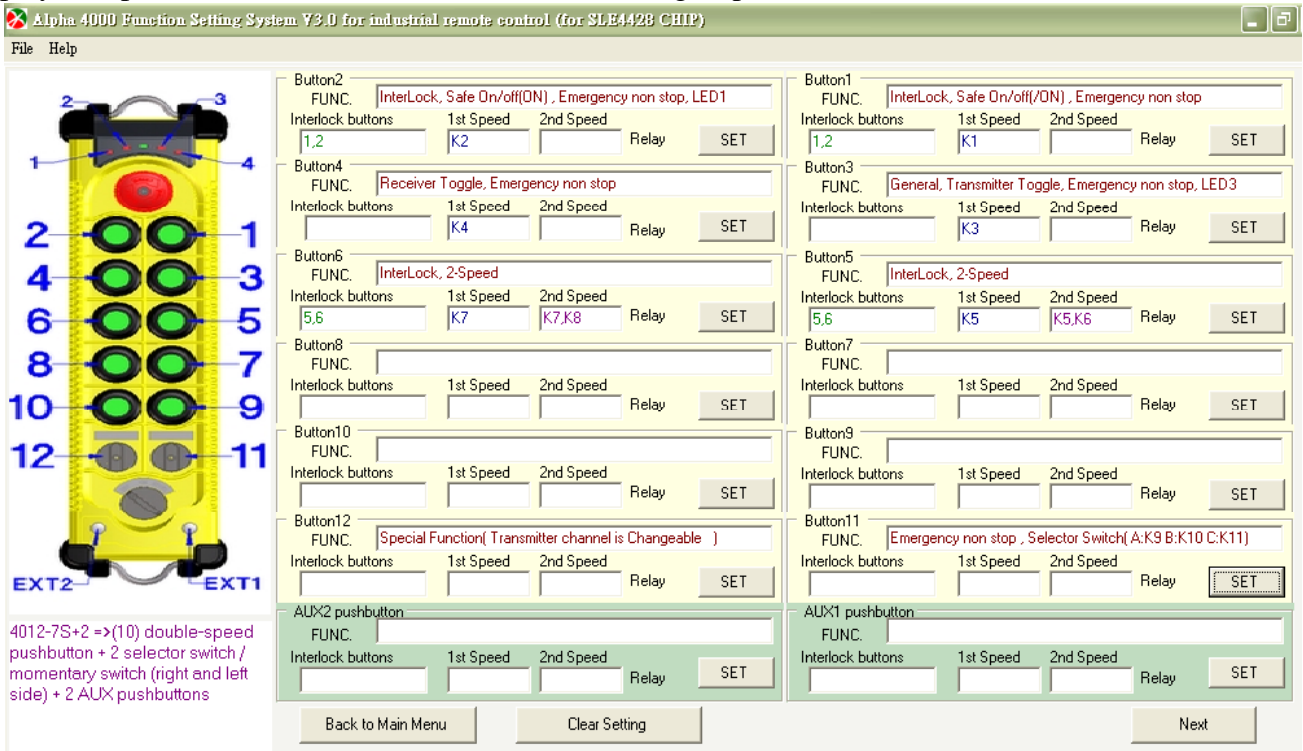 Alpha 4000 Function Setting System V3.0 for industrial remote control (for SLE4428 CHIP)
File Help
2 3
1 4
2 1
4 3
6 5
8 7
10 9
12 11
EXT2 EXT1
4012-7S+2 =>(10) double-speed
pushbutton + 2 selector switch /
momentary switch (right and left
side) + 2 AUX pushbuttons
Button2
FUNC. InterLock, Safe On/off(ON) , Emergency non stop, LED1
Interlock buttons 1st Speed 2nd Speed
1,2 K2 Relay SET
Button1
FUNC. InterLock, Safe On/off(/ON) , Emergency non stop
Interlock buttons 1st Speed 2nd Speed
1,2 K1 Relay SET
Button4
FUNC. Receiver Toggle, Emergency non stop
Interlock buttons 1st Speed 2nd Speed
K4 Relay SET
Button3
FUNC. General, Transmitter Toggle, Emergency non stop, LED3
Interlock buttons 1st Speed 2nd Speed
K3 Relay SET
Button6
FUNC. InterLock, 2-Speed
Interlock buttons 1st Speed 2nd Speed
5,6 K7 K7,K8 Relay SET
Button5
FUNC. InterLock, 2-Speed
Interlock buttons 1st Speed 2nd Speed
5,6 K5 K5,K6 Relay SET
Button8
FUNC.
Interlock buttons 1st Speed 2nd Speed
Relay SET
Button7
FUNC.
Interlock buttons 1st Speed 2nd Speed
Relay SET
Button10
FUNC.
Interlock buttons 1st Speed 2nd Speed
Relay SET
Button9
FUNC.
Interlock buttons 1st Speed 2nd Speed
Relay SET
Button12
FUNC. Special Function( Transmitter channel is Changeable )
Interlock buttons 1st Speed 2nd Speed
Relay SET
Button11
FUNC. Emergency non stop , Selector Switch( A:K9 B:K10 C:K11)
Interlock buttons 1st Speed 2nd Speed
Relay SET
AUX2 pushbutton
FUNC.
Interlock buttons 1st Speed 2nd Speed
Relay SET
AUX1 pushbutton
FUNC.
Interlock buttons 1st Speed 2nd Speed
Relay SET
Back to Main Menu Clear Setting Next